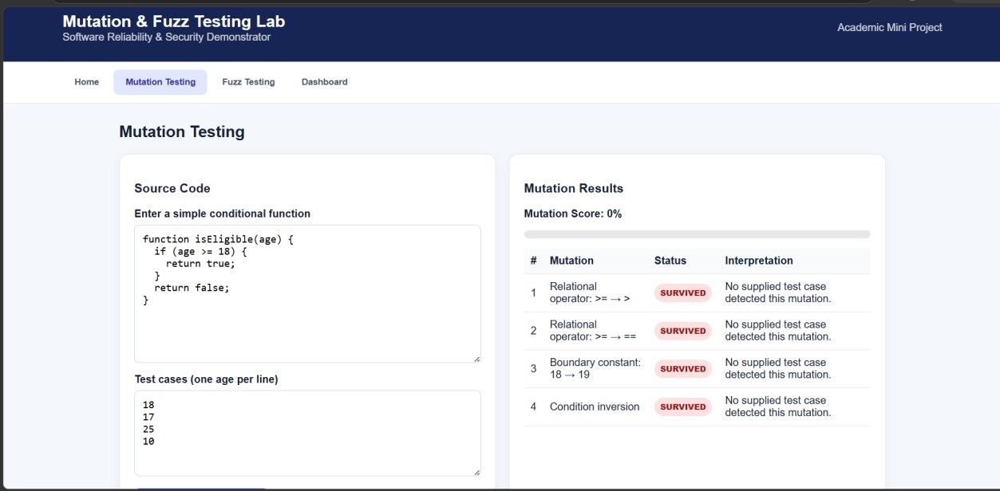 Mutation & Fuzz Testing Lab
Software Reliability & Security Demonstrator
Academic Mini Project
Home
Mutation Testing
Fuzz Testing
Dashboard
Mutation Testing
Source Code
Enter a simple conditional function
function isEligible(age) {
  if (age >= 18) {
    return true;
  }
  return false;
}
Test cases (one age per line)
18
17
25
10
Mutation Results
Mutation Score: 0%
# Mutation Status Interpretation
1 Relational operator: >= → > SURVIVED No supplied test case detected this mutation.
2 Relational operator: >= → == SURVIVED No supplied test case detected this mutation.
3 Boundary constant: 18 → 19 SURVIVED No supplied test case detected this mutation.
4 Condition inversion SURVIVED No supplied test case detected this mutation.